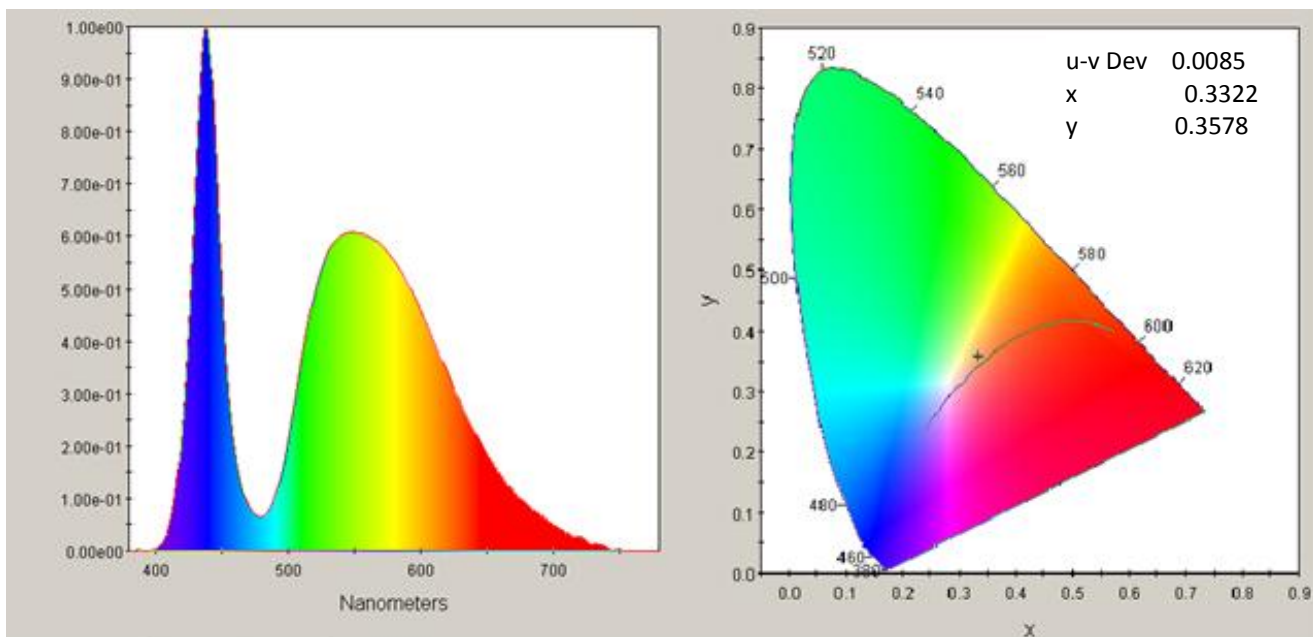 1.00e00
9.00e-01
8.00e-01
7.00e-01
6.00e-01
5.00e-01
4.00e-01
3.00e-01
2.00e-01
1.00e-01
0.00e00
400 500 600 700
Nanometers
u-v Dev 0.0085
x 0.3322
y 0.3578
0.9
0.8
0.7
0.6
0.5
0.4
0.3
0.2
0.1
0.0
y
520
540
560
580
600
620
500
480
460
380
0.0 0.1 0.2 0.3 0.4 0.5 0.6 0.7 0.8 0.9
x